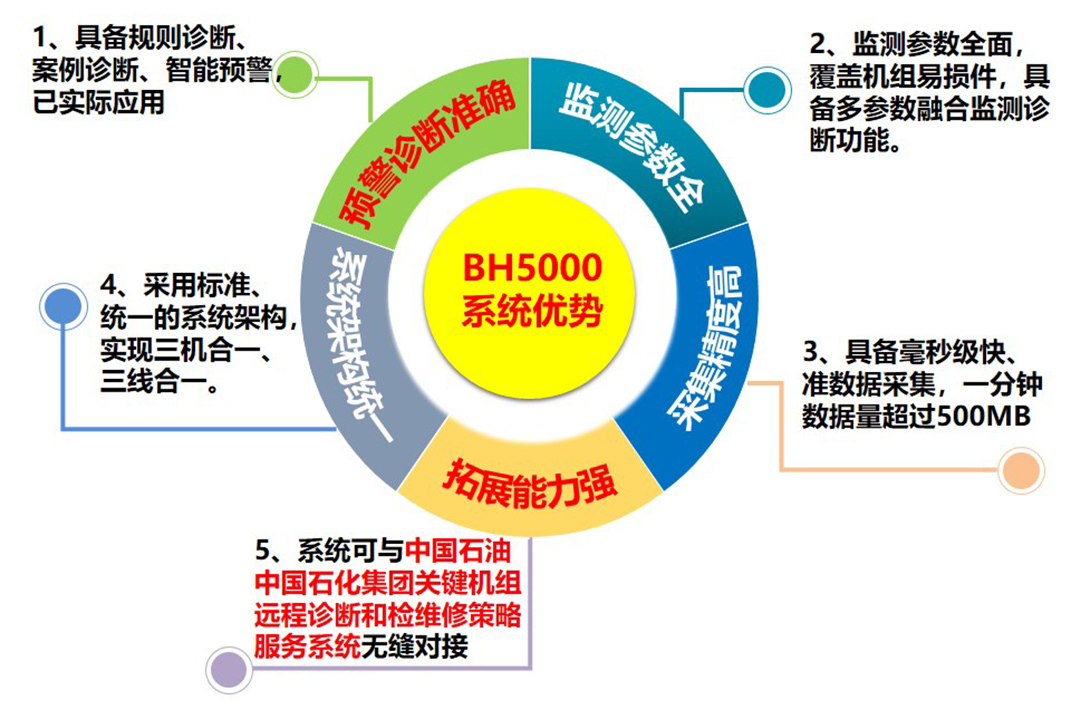 1、具备规则诊断、
案例诊断、智能预警，
已实际应用
2、监测参数全面，
覆盖机组易损件，具
备多参数融合监测诊
断功能。
预警诊断准确
监测参数全
BH5000
系统优势
系统架构统一
采集精度高
拓展能力强
4、采用标准、
统一的系统架构，
实现三机合一、
三线合一。
3、具备毫秒级快、
准数据采集，一分钟
数据量超过500MB
5、系统可与中国石油
中国石化集团关键机组
远程诊断和检维修策略
服务系统无缝对接